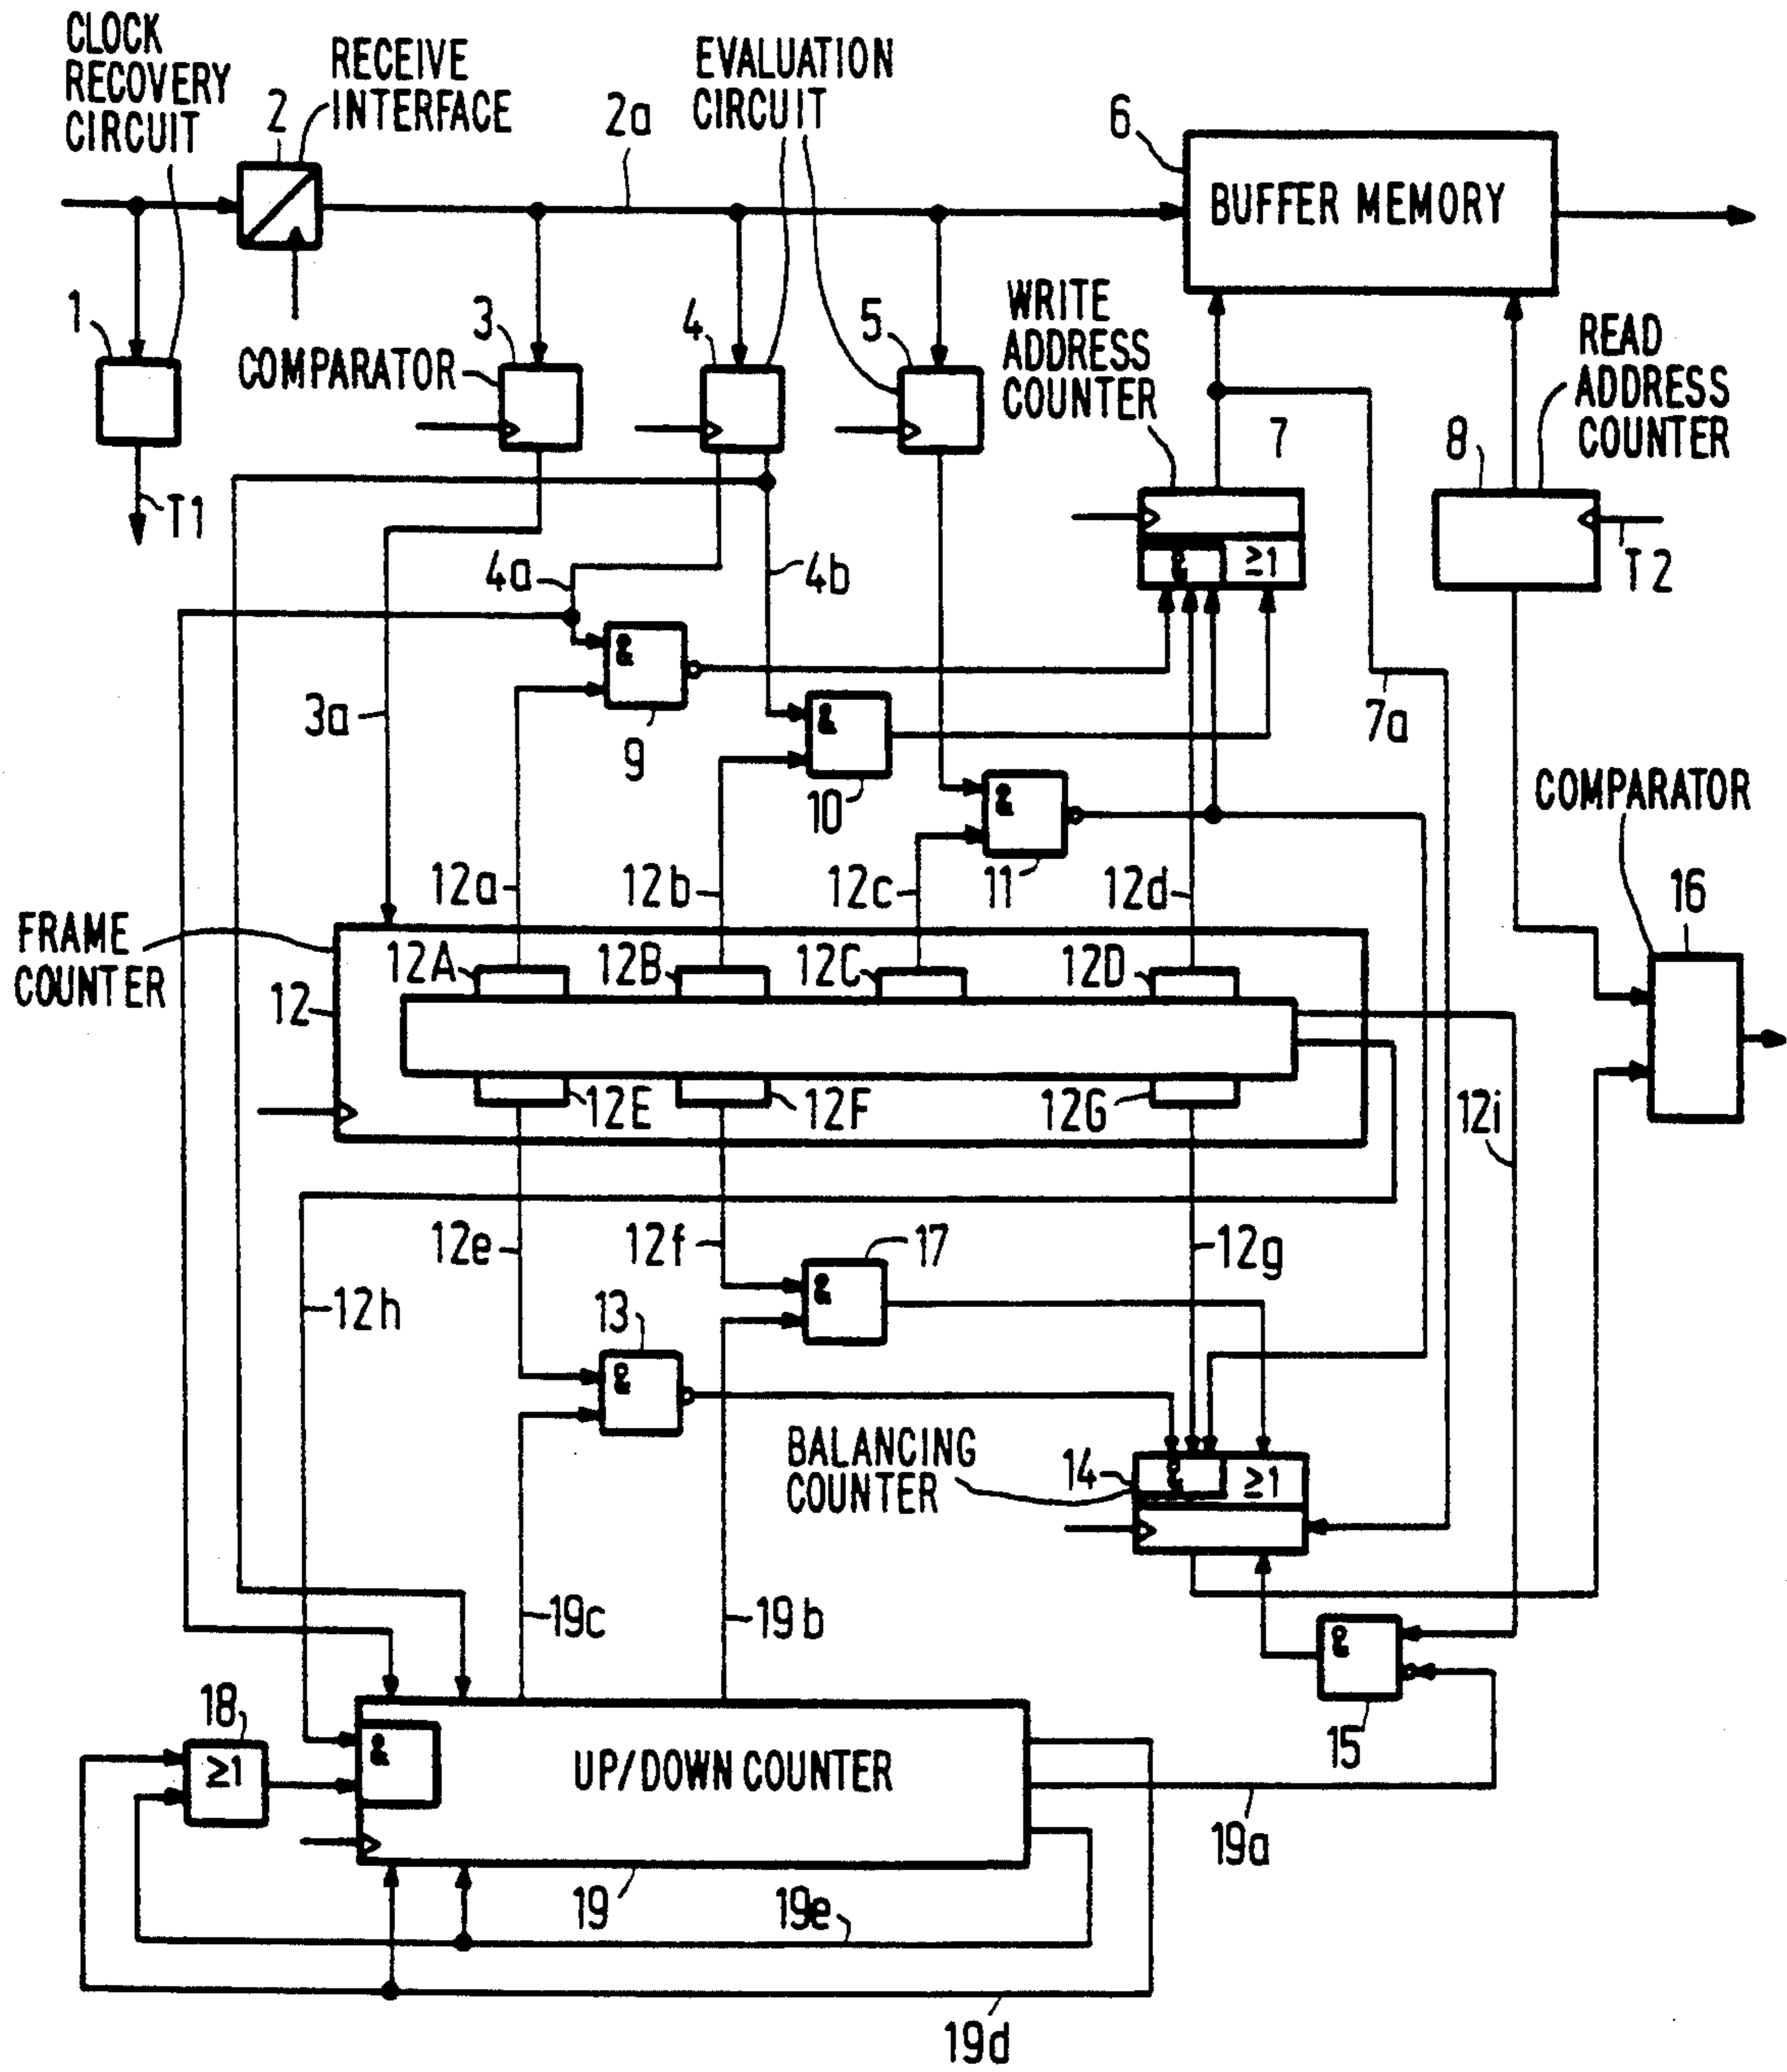 CLOCK
RECOVERY
CIRCUIT
2
RECEIVE
INTERFACE
2a
EVALUATION
CIRCUIT
6
BUFFER MEMORY
1
T1
COMPARATOR
3
4
5
WRITE
ADDRESS
COUNTER
7
READ
ADDRESS
COUNTER
8
T2
&
≥1
4a
4b
3a
&
9
&
10
&
11
7a
COMPARATOR
16
12a
12b
12c
12d
FRAME
COUNTER
12
12A
12B
12C
12D
12E
12F
12G
12i
12e
12f
12g
12h
13
&
17
&
BALANCING
COUNTER
14
&
≥1
19c
19b
&
15
18
≥1
&
UP/DOWN COUNTER
19a
19
19e
19d